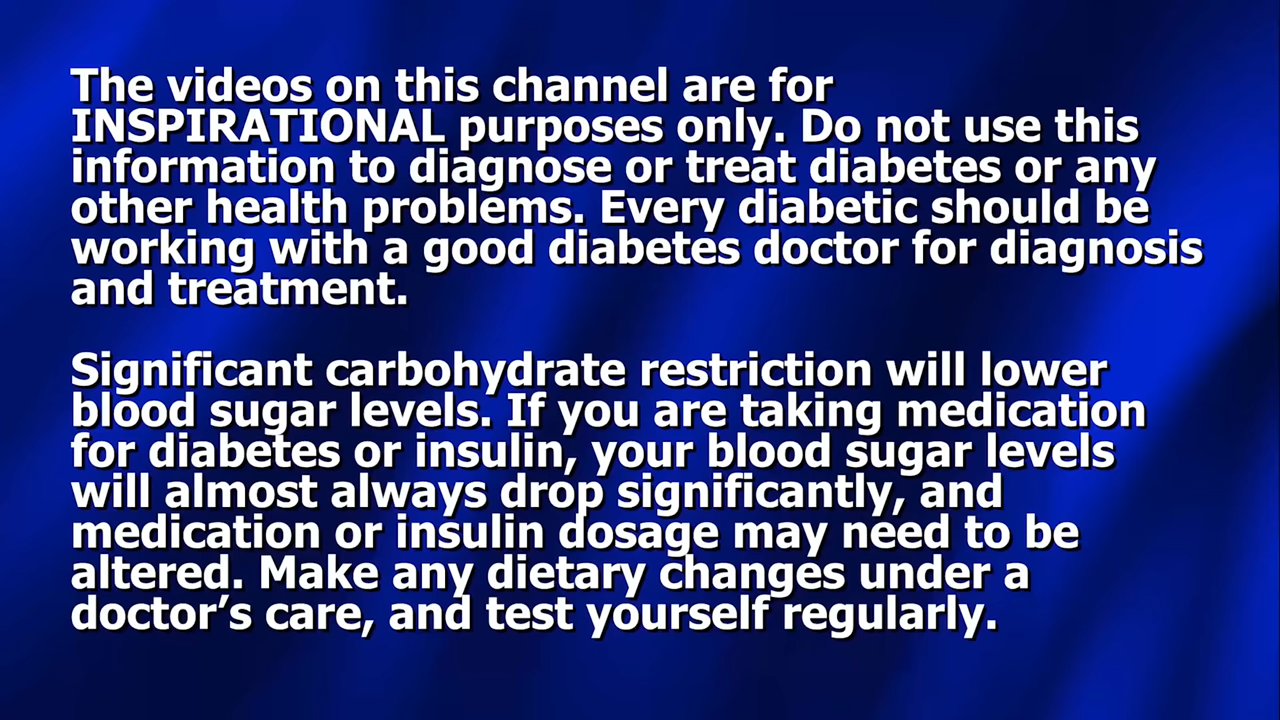 The videos on this channel are for
INSPIRATIONAL purposes only. Do not use this
information to diagnose or treat diabetes or any
other health problems. Every diabetic should be
working with a good diabetes doctor for diagnosis
and treatment.
Significant carbohydrate restriction will lower
blood sugar levels. If you are taking medication
for diabetes or insulin, your blood sugar levels
will almost always drop significantly, and
medication or insulin dosage may need to be
altered. Make any dietary changes under a
doctor’s care, and test yourself regularly.